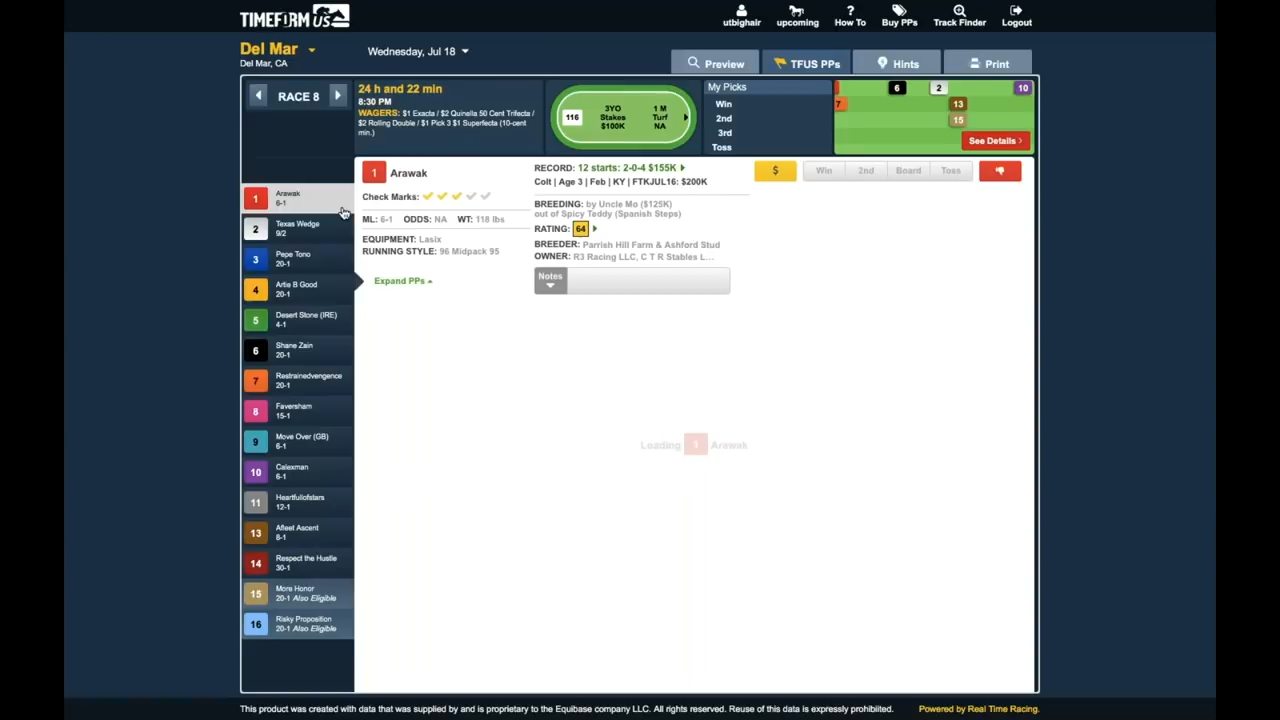 TIMEFORM US
utbighair
upcoming
How To
Buy PPs
Track Finder
Logout
Del Mar
Del Mar, CA
Wednesday, Jul 18
Preview
TFUS PPs
Hints
Print
RACE 8
24 h and 22 min
8:30 PM
WAGERS: $1 Exacta / $2 Quinella 50 Cent Trifecta /
$2 Rolling Double / $1 Pick 3 $1 Superfecta (10-cent
min.)
116
3YO
Stakes
$100K
1 M
Turf
NA
My Picks
Win
2nd
3rd
Toss
6
2
10
7
13
15
See Details
1
Arawak
6-1
2
Texas Wedge
9/2
3
Pepe Tono
20-1
4
Artie B Good
20-1
5
Desert Stone (IRE)
4-1
6
Shane Zain
20-1
7
Restrainedvengence
20-1
8
Faversham
15-1
9
Move Over (GB)
6-1
10
Calexman
6-1
11
Heartfullofstars
12-1
13
Afleet Ascent
8-1
14
Respect the Hustle
30-1
15
More Honor
20-1 Also Eligible
16
Risky Proposition
20-1 Also Eligible
1 Arawak
Check Marks:
ML: 6-1 ODDS: NA WT: 118 lbs
EQUIPMENT: Lasix
RUNNING STYLE: 96 Midpack 95
Expand PPs
RECORD: 12 starts: 2-0-4 $155K
Colt | Age 3 | Feb | KY | FTKJUL16: $200K
BREEDING: by Uncle Mo ($125K)
out of Spicy Teddy (Spanish Steps)
RATING: 64
BREEDER: Parrish Hill Farm & Ashford Stud
OWNER: R3 Racing LLC, C T R Stables L...
Notes
$
Win
2nd
Board
Toss
Loading 1 Arawak
This product was created with data that was supplied by and is proprietary to the Equibase company LLC. All rights reserved. Reuse of this data is expressly prohibiited.
Powered by Real Time Racing.